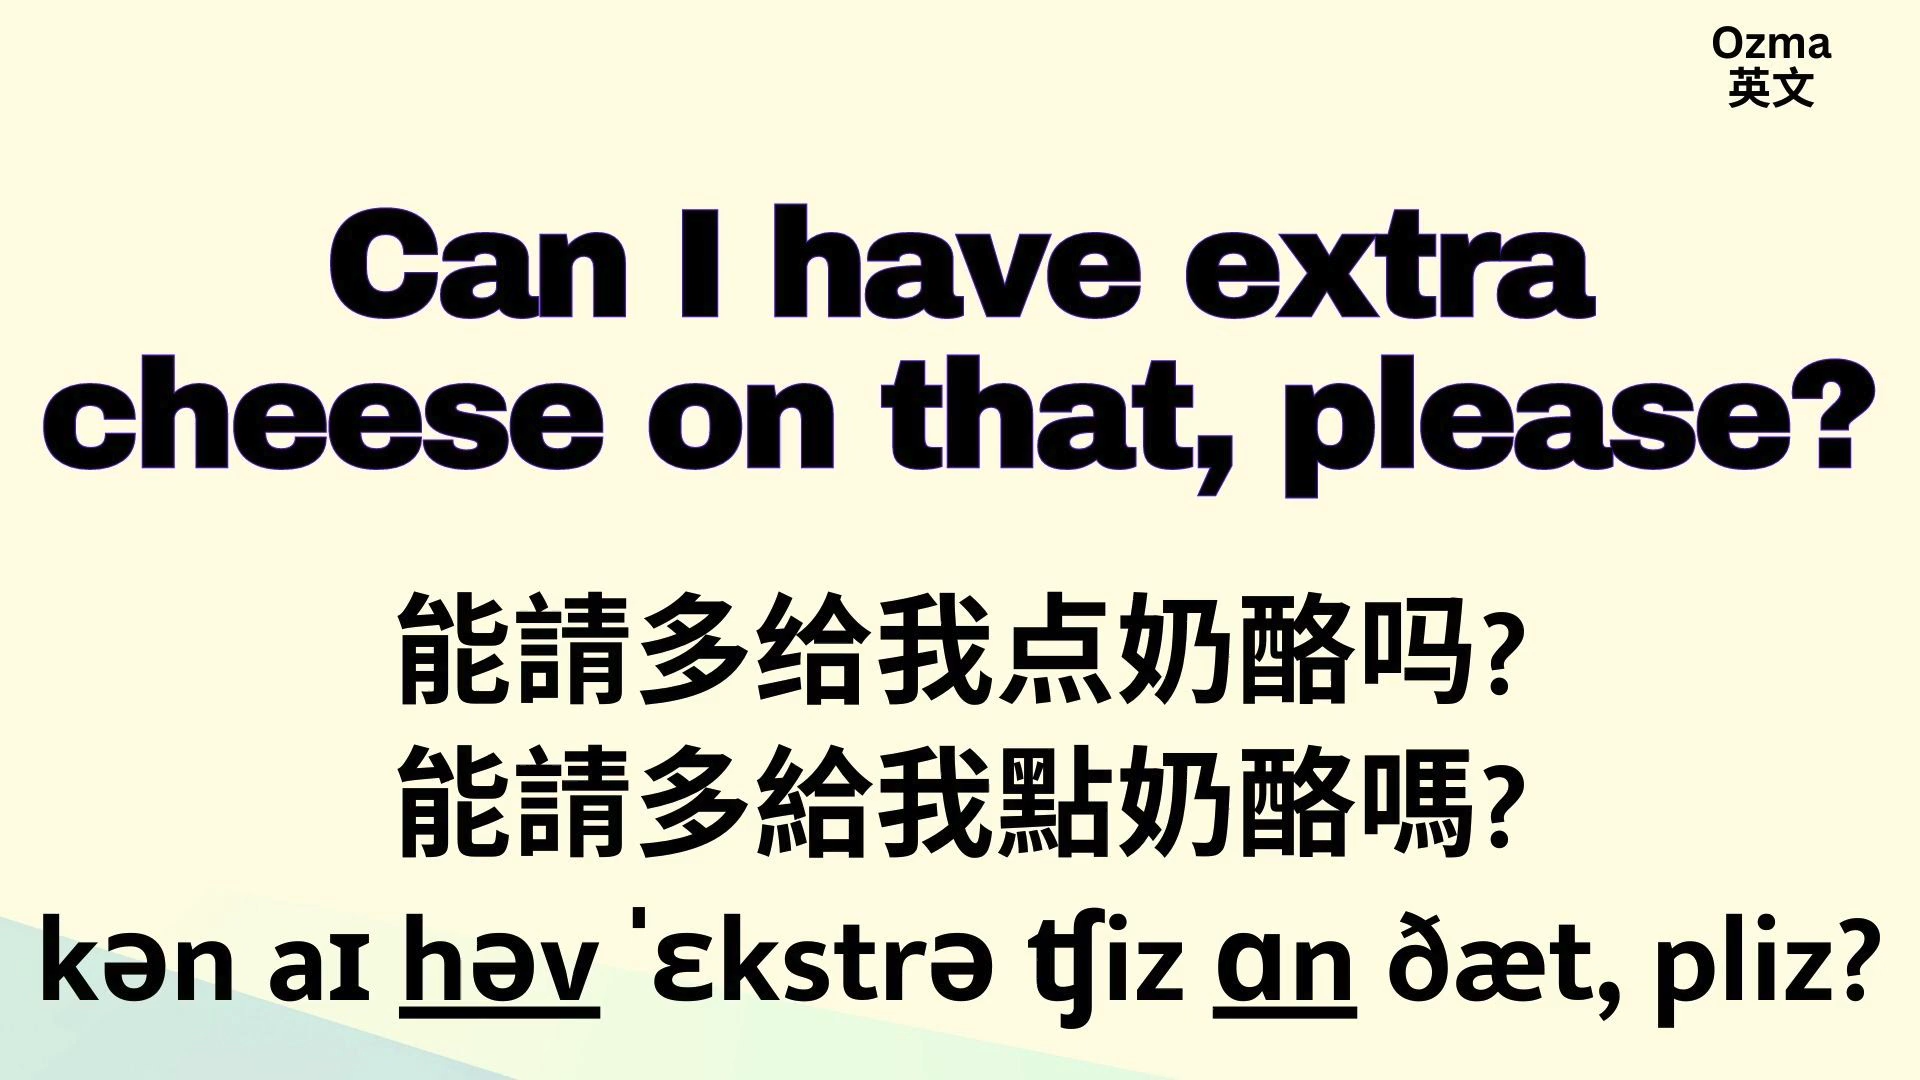 Ozma
英文
Can I have extra
cheese on that, please?
能請多给我点奶酪吗?
能請多給我點奶酪嗎?
kən aɪ həv ˈɛkstrə ʧiz ɑn ðæt, pliz?